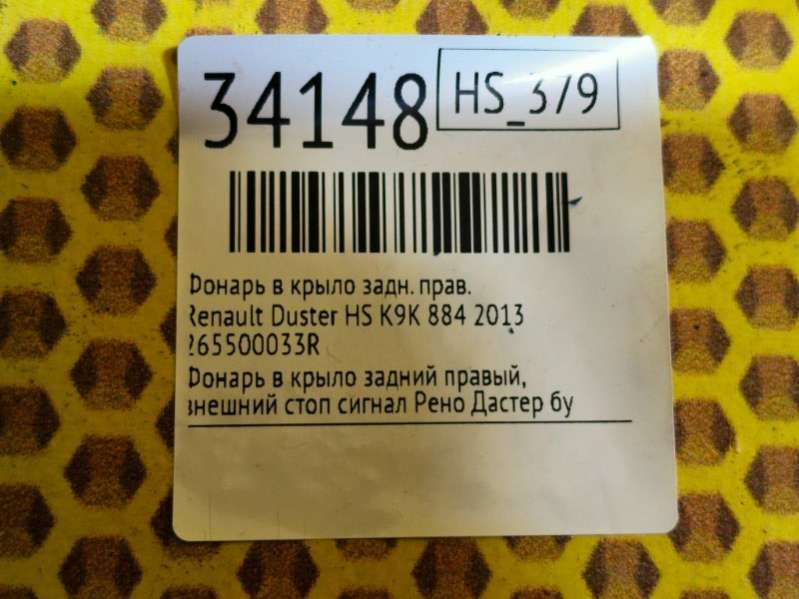 34148
HS_379
Фонарь в крыло задн. прав.
Renault Duster HS K9K 884 2013
265500033R
Фонарь в крыло задний правый,
внешний стоп сигнал Рено Дастер бу